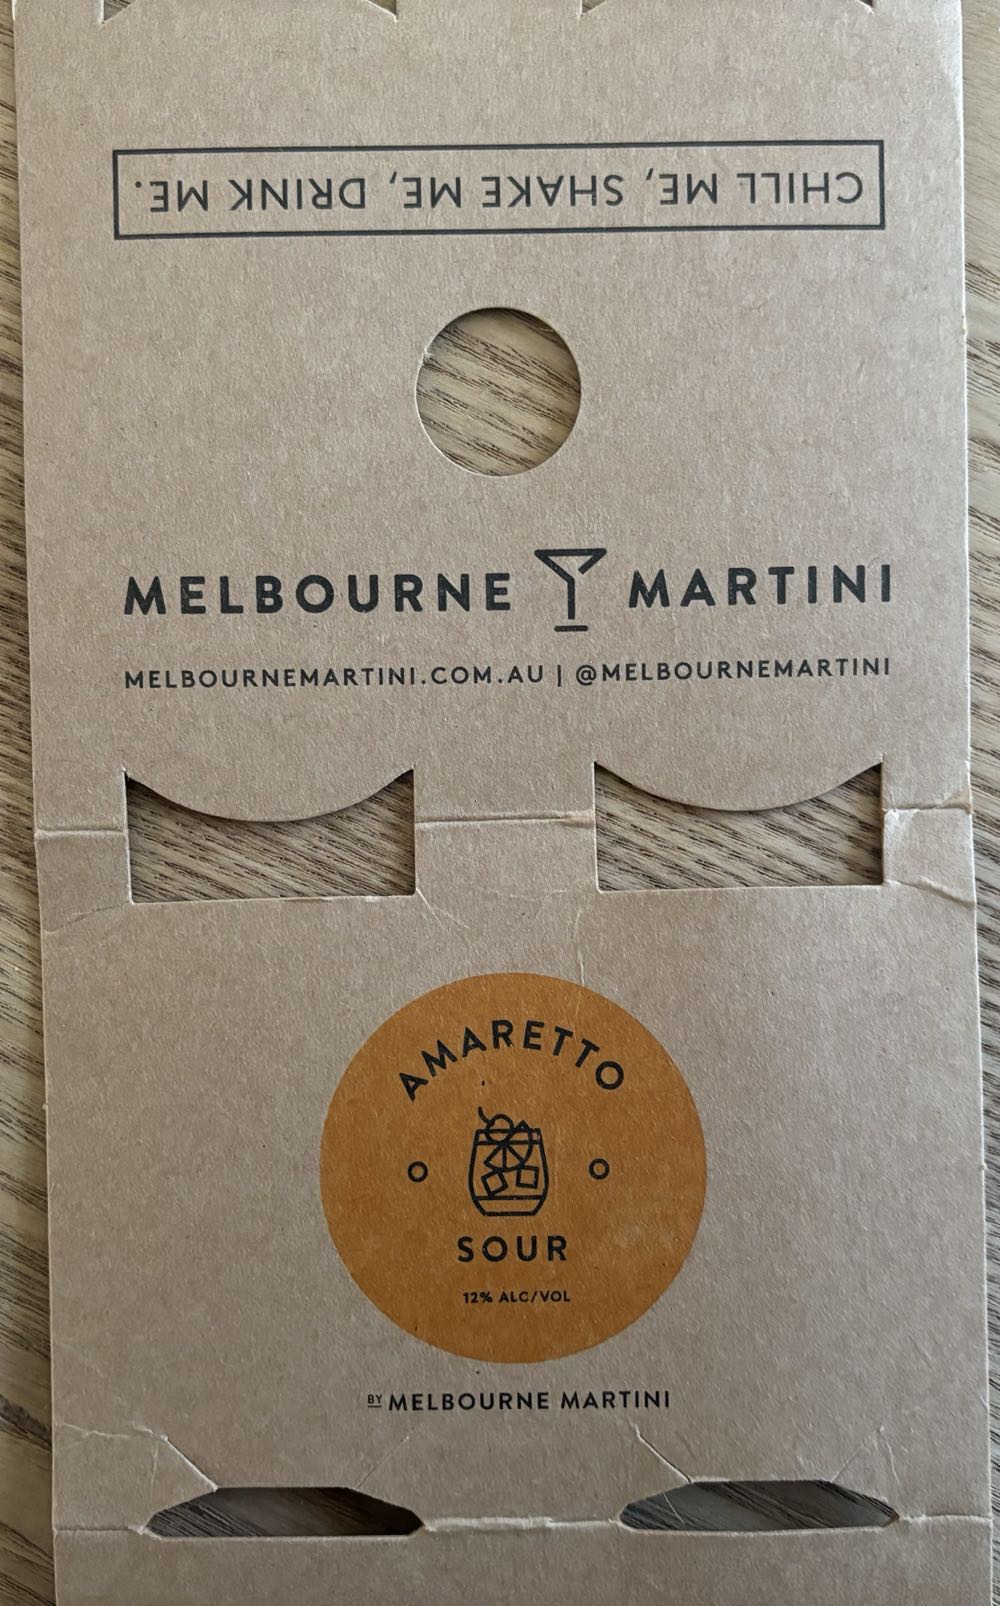 CHILL ME, SHAKE ME, DRINK ME.
MELBOURNE MARTINI
MELBOURNEMARTINI.COM.AU | @MELBOURNEMARTINI
AMARETTO
SOUR
12% ALC/VOL
BY MELBOURNE MARTINI